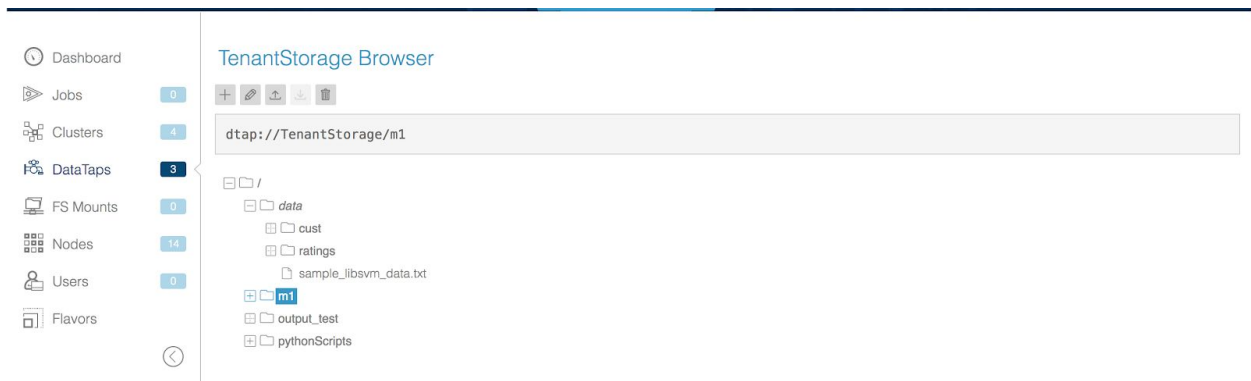 Dashboard
Jobs 0
Clusters 4
DataTaps 3
FS Mounts 0
Nodes 14
Users 0
Flavors
TenantStorage Browser
dtap://TenantStorage/m1
/
data
cust
ratings
sample_libsvm_data.txt
m1
output_test
pythonScripts